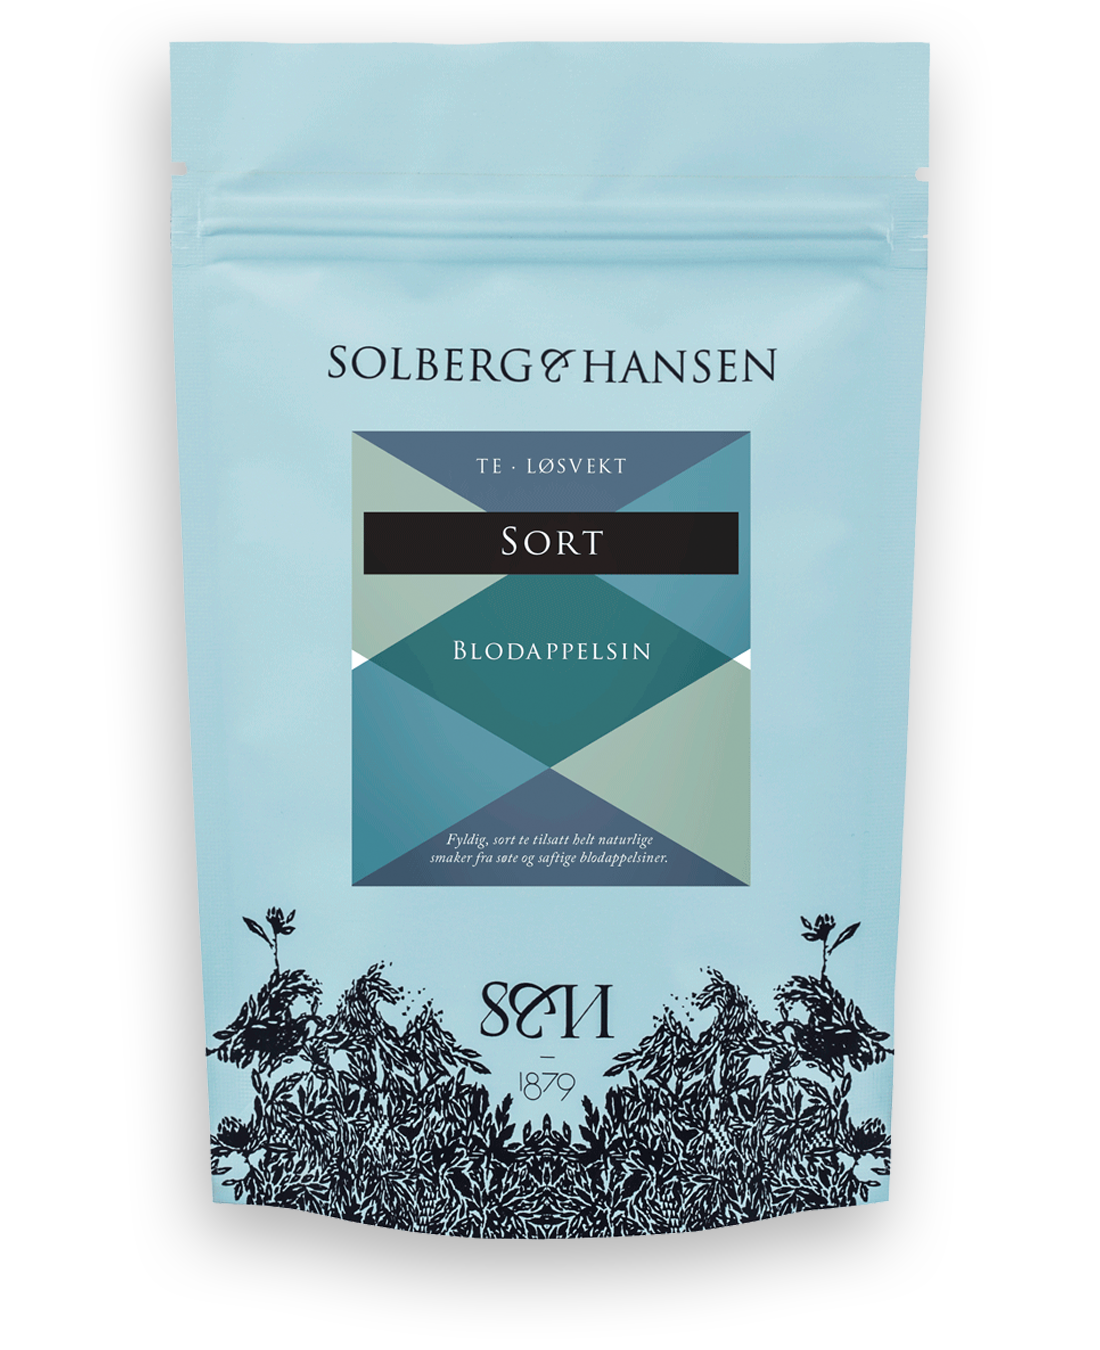 SOLBERG & HANSEN
TE · LØSVEKT
SORT
BLODAPPELSIN
Fyldig, sort te tilsatt helt naturlige
smaker fra søte og saftige blodappelsiner.
S&H
1879